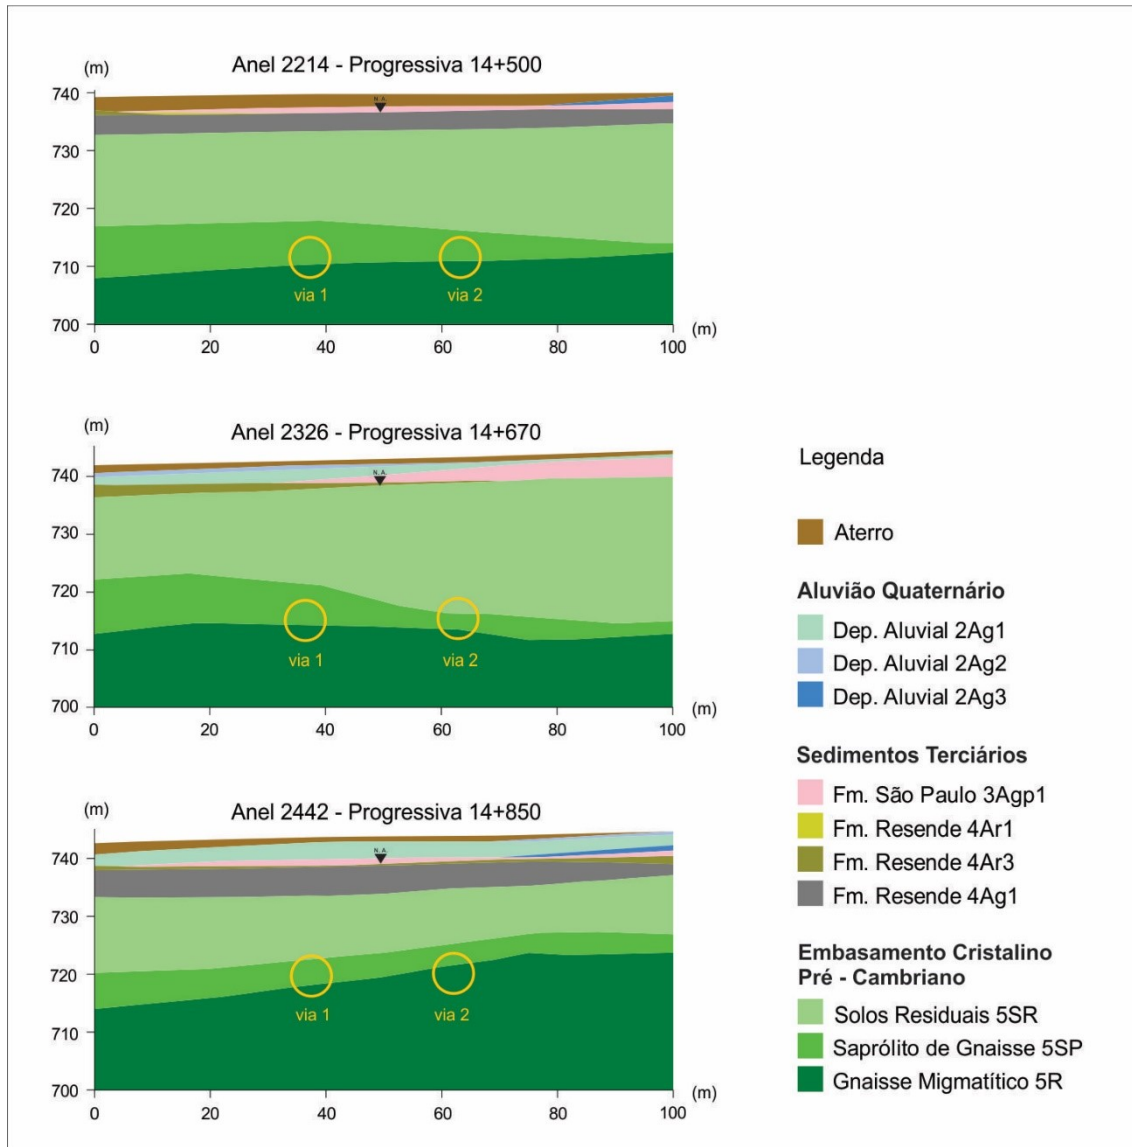 Anel 2214 - Progressiva 14+500
(m)
740
730
720
710
700
N.A.
via 1
via 2
0 20 40 60 80 100
(m)
Anel 2326 - Progressiva 14+670
(m)
740
730
720
710
700
N.A.
via 1
via 2
0 20 40 60 80 100
(m)
Anel 2442 - Progressiva 14+850
(m)
740
730
720
710
700
N.A.
via 1
via 2
0 20 40 60 80 100
(m)
Legenda
Aterro
Aluvião Quaternário
Dep. Aluvial 2Ag1
Dep. Aluvial 2Ag2
Dep. Aluvial 2Ag3
Sedimentos Terciários
Fm. São Paulo 3Agp1
Fm. Resende 4Ar1
Fm. Resende 4Ar3
Fm. Resende 4Ag1
Embasamento Cristalino
Pré - Cambriano
Solos Residuais 5SR
Saprólito de Gnaisse 5SP
Gnaisse Migmatítico 5R